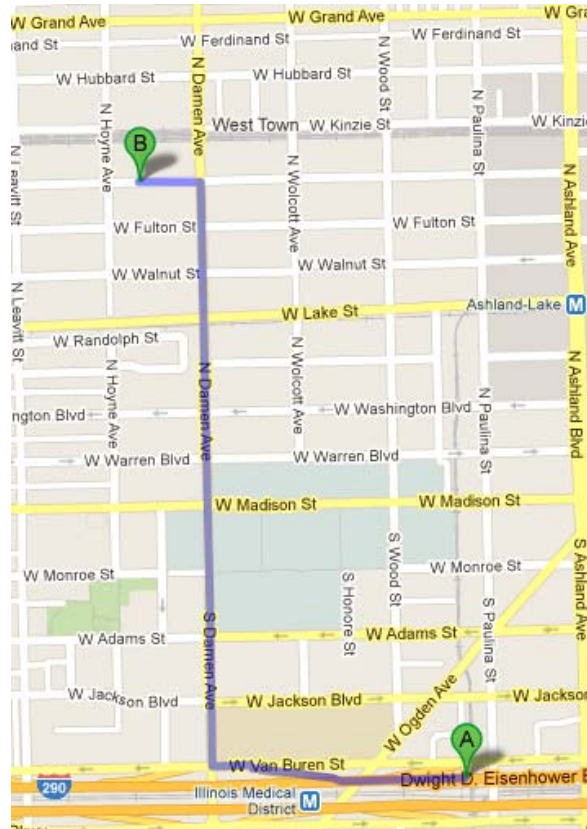 W Grand Ave
W Grand Ave
W Gra
and St
W Ferdinand St
W Ferdinand St
W Hubbard St
W Hubbard St
N Damen Ave
N Wood St
N Paulina St
N Hoyne Ave
West Town
W Kinzie St
W Kinzi
B
N Leavitt St
N Wolcott Ave
N Ashland Ave
W Fulton St
W Fulton St
W Walnut St
W Walnut St
N Leavitt St
W Lake St
Ashland-Lake M
W Randolph St
N Hoyne Ave
N Damen Ave
N Wolcott Ave
N Paulina St
N Ashland Blvd
ngton Blvd
W Washington Blvd
W Warren Blvd
W Warren Blvd
W Madison St
W Madison St
S Wood St
S Ashland Ave
W Monroe St
W Monroe St
S Honore St
S Damen Ave
S Paulina St
W Adams St
W Adams St
W Ogden Ave
W Jackson Blvd
W Jackson Blvd
W Jackson
A
W Van Buren St
Dwight D. Eisenhower E
290
Illinois Medical
District M